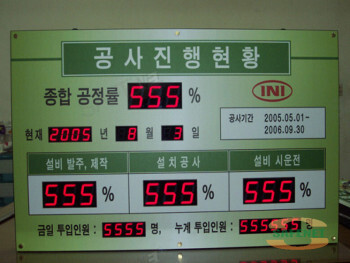 공사진행현황
종합 공정률 555 %
INI
현재 2005 년 8 월 3 일
공사기간 2005.05.01~
2006.09.30
설비 발주, 제작 설치공사 설비 시운전
555 % 555 % 555 %
금일 투입인원 : 5555 명, 누계 투입인원 : 555555 명